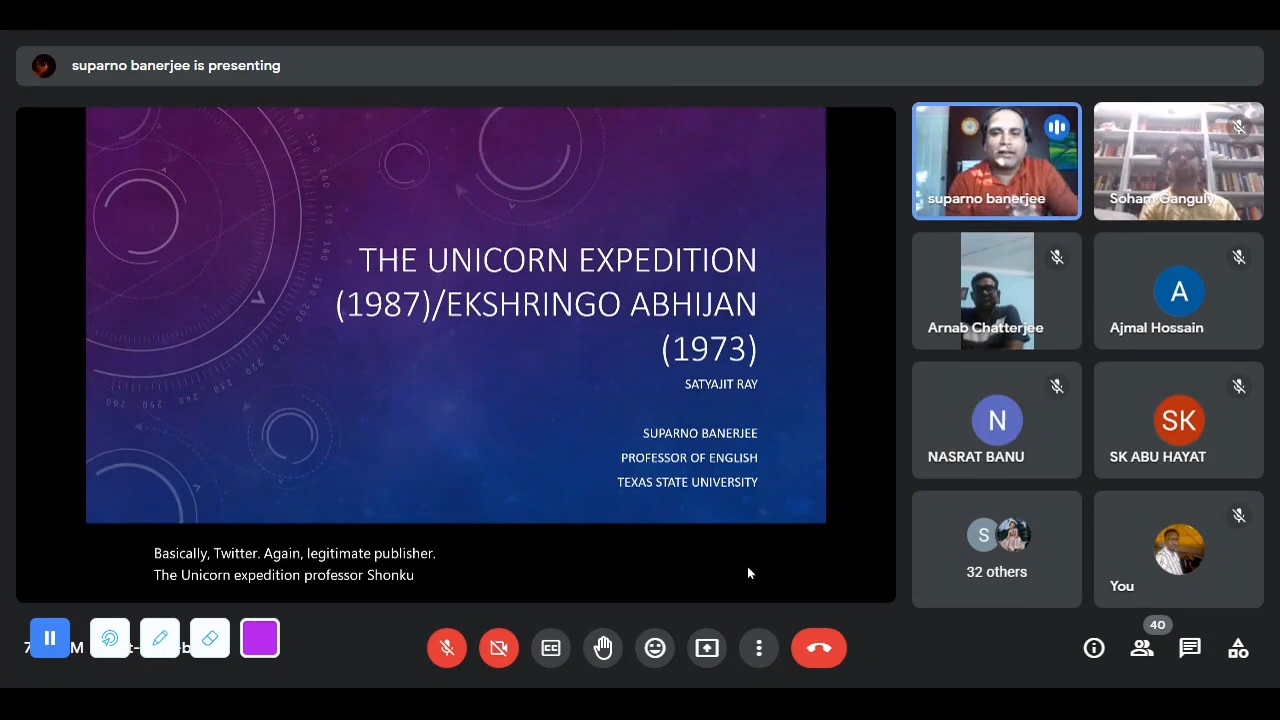 suparno banerjee is presenting
THE UNICORN EXPEDITION
(1987)/EKSHRINGO ABHIJAN
(1973)
SATYAJIT RAY
SUPARNO BANERJEE
PROFESSOR OF ENGLISH
TEXAS STATE UNIVERSITY
Basically, Twitter. Again, legitimate publisher.
The Unicorn expedition professor Shonku
suparno banerjee
Soham Ganguly
Arnab Chatterjee
A
Ajmal Hossain
N
NASRAT BANU
SK
SK ABU HAYAT
S
32 others
You
40
CC